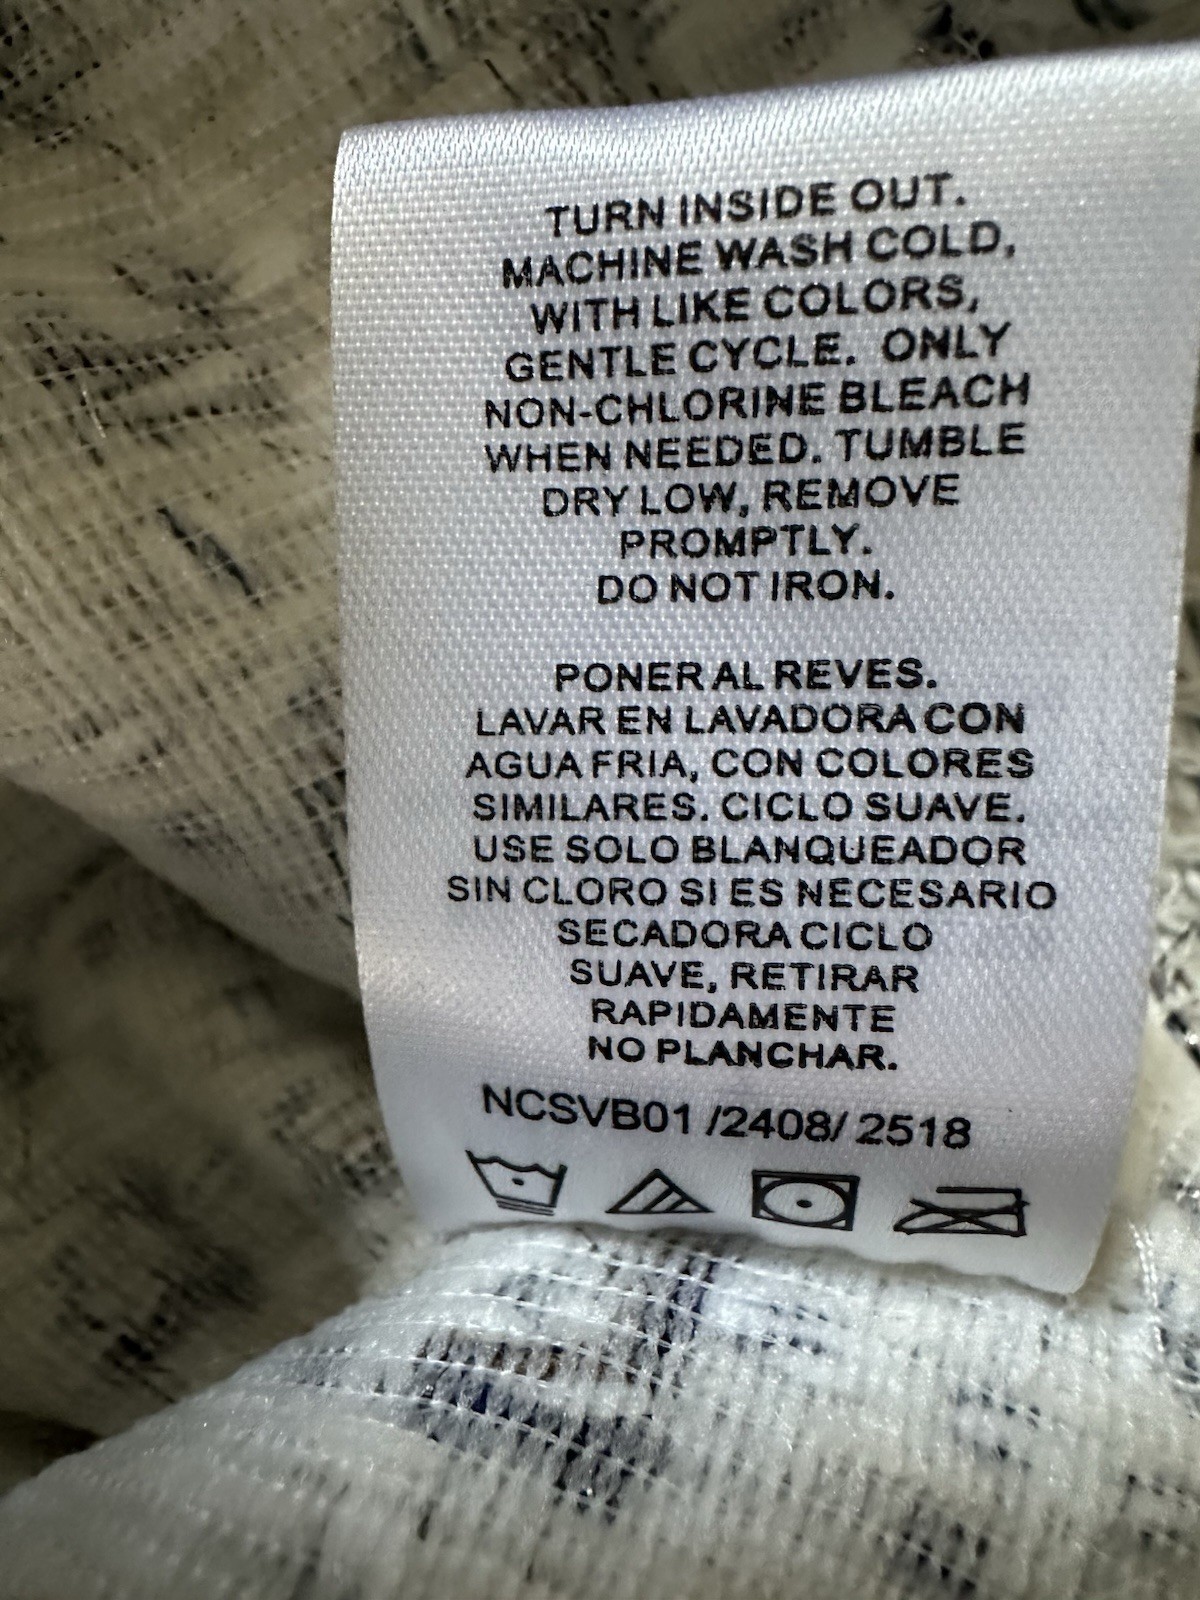 TURN INSIDE OUT.
MACHINE WASH COLD,
WITH LIKE COLORS,
GENTLE CYCLE. ONLY
NON-CHLORINE BLEACH
WHEN NEEDED. TUMBLE
DRY LOW, REMOVE
PROMPTLY.
DO NOT IRON.
PONER AL REVES.
LAVAR EN LAVADORA CON
AGUA FRIA, CON COLORES
SIMILARES. CICLO SUAVE.
USE SOLO BLANQUEADOR
SIN CLORO SI ES NECESARIO
SECADORA CICLO
SUAVE, RETIRAR
RAPIDAMENTE
NO PLANCHAR.
NCSVB01 /2408/ 2518